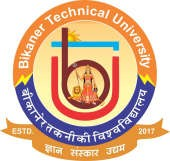 Bikaner Technical University
बीकानेर तकनीकी विश्वविद्यालय
ESTD. 2017
ज्ञान संस्कार उद्यम